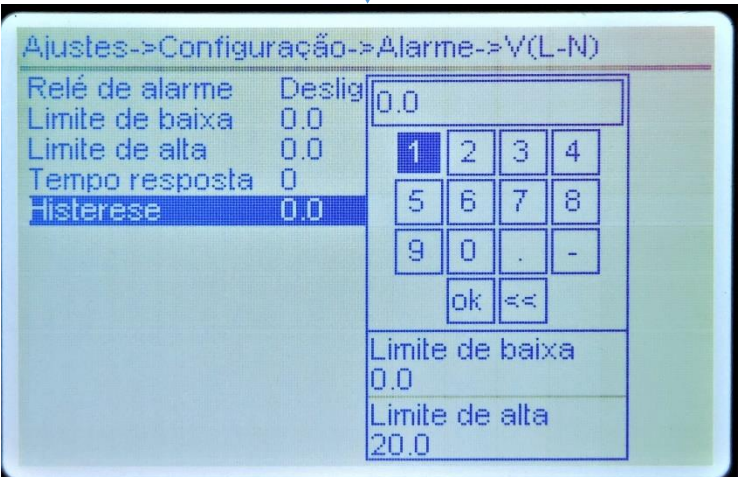 Ajustes->Configuração->Alarme->V(L-N)
Relé de alarme Deslig
Limite de baixa 0.0
Limite de alta 0.0
Tempo resposta 0
Histerese 0.0
0.0
1 2 3 4
5 6 7 8
9 0 . -
ok <<
Limite de baixa
0.0
Limite de alta
20.0